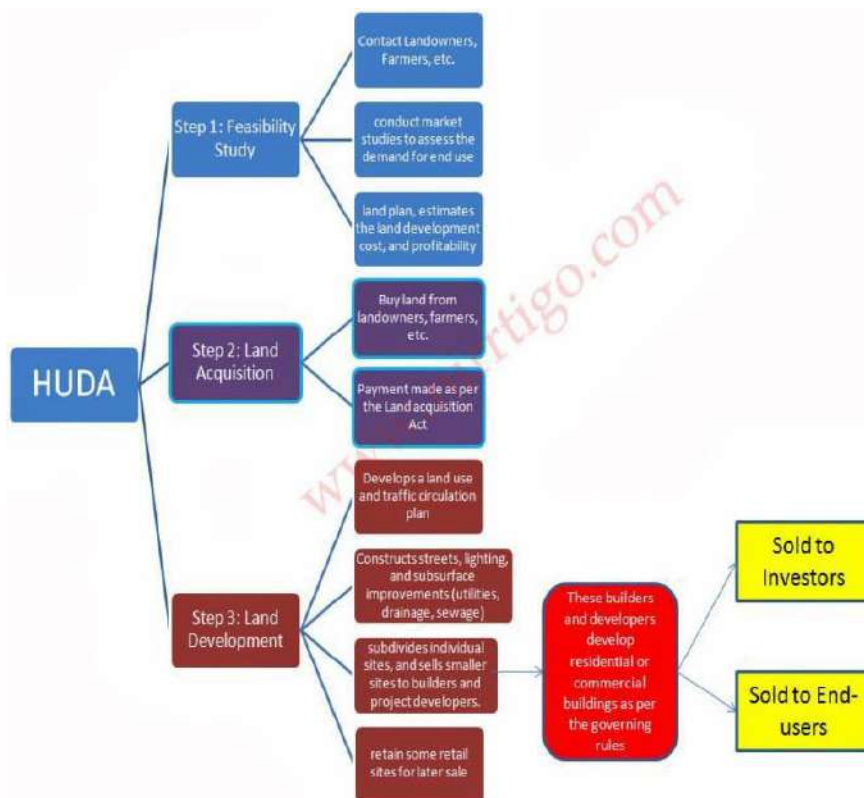 Contact Landowners,
Farmers, etc.
Step 1: Feasibility
Study
conduct market
studies to assess the
demand for end use
land plan, estimates
the land development
cost, and profitability
HUDA
Step 2: Land
Acquisition
Buy land from
landowners, farmers,
etc.
Payment made as per
the Land acquisition
Act
Step 3: Land
Development
Develops a land use
and traffic circulation
plan
Constructs streets, lighting,
and subsurface
improvements (utilities,
drainage, sewage)
subdivides individual
sites, and sells smaller
sites to builders and
project developers.
retain some retail
sites for later sale
These builders
and developers
develop
residential or
commercial
buildings as per
the governing
rules
Sold to
Investors
Sold to End-
users